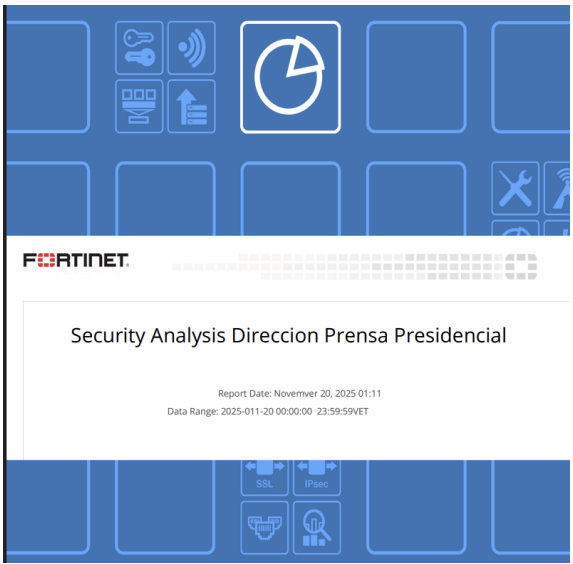 FORTINET
Security Analysis Direccion Prensa Presidencial
Report Date: Novemver 20, 2025 01:11
Data Range: 2025-011-20 00:00:00 23:59:59VET
SSL IPsec